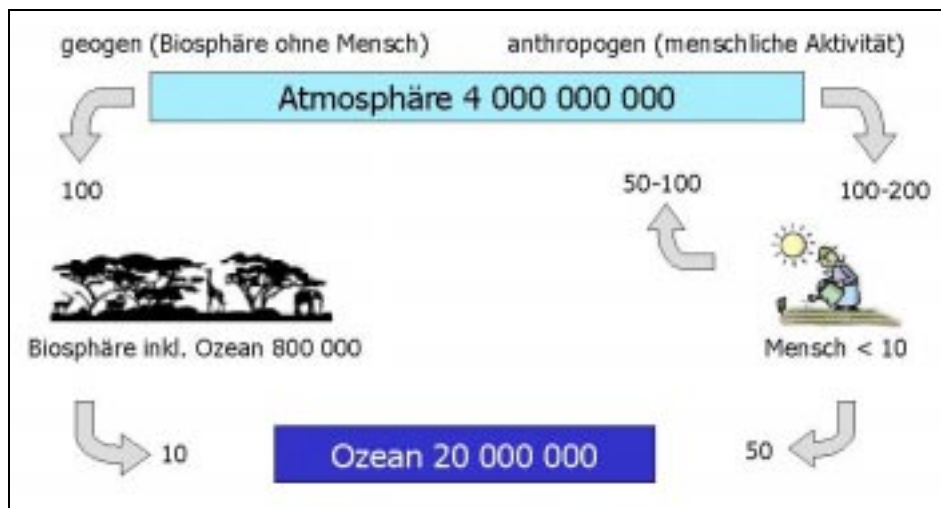 geogen (Biosphäre ohne Mensch)
anthropogen (menschliche Aktivität)
Atmosphäre 4 000 000 000
100
50-100
100-200
Biosphäre inkl. Ozean 800 000
Mensch < 10
10
Ozean 20 000 000
50